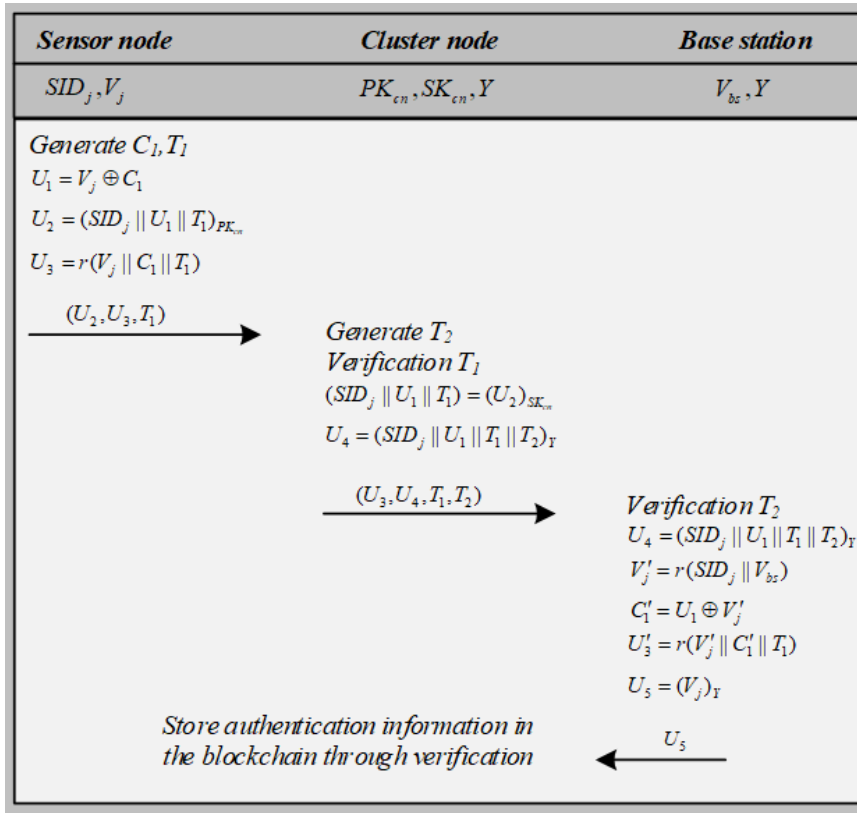 Sensor node Cluster node Base station
SID_j, V_j PK_cn, SK_cn, Y V_bs, Y
Generate C_1, T_1
U_1 = V_j ⊕ C_1
U_2 = (SID_j || U_1 || T_1)_PK_cn
U_3 = r(V_j || C_1 || T_1)
(U_2, U_3, T_1)
Generate T_2
Verification T_1
(SID_j || U_1 || T_1) = (U_2)_SK_cn
U_4 = (SID_j || U_1 || T_1 || T_2)_Y
(U_3, U_4, T_1, T_2)
Verification T_2
U_4 = (SID_j || U_1 || T_1 || T_2)_Y
V'_j = r(SID_j || V_bs)
C'_1 = U_1 ⊕ V'_j
U'_3 = r(V'_j || C'_1 || T_1)
U_5 = (V_j)_Y
Store authentication information in
the blockchain through verification
U_5